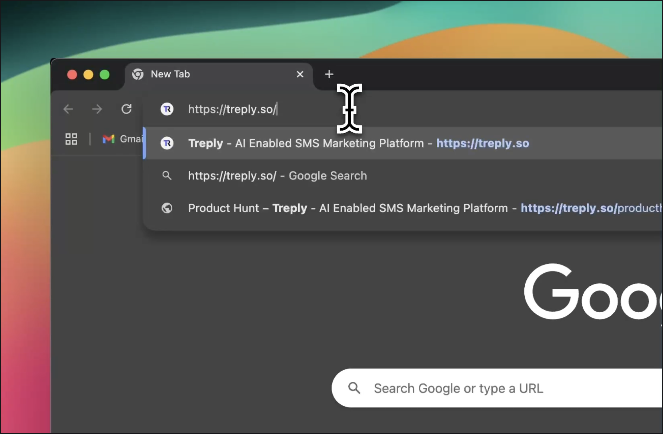 New Tab
https://treply.so/
Gmai
Treply - AI Enabled SMS Marketing Platform - https://treply.so
https://treply.so/ - Google Search
Product Hunt – Treply - AI Enabled SMS Marketing Platform - https://treply.so/producth
Goog
Search Google or type a URL